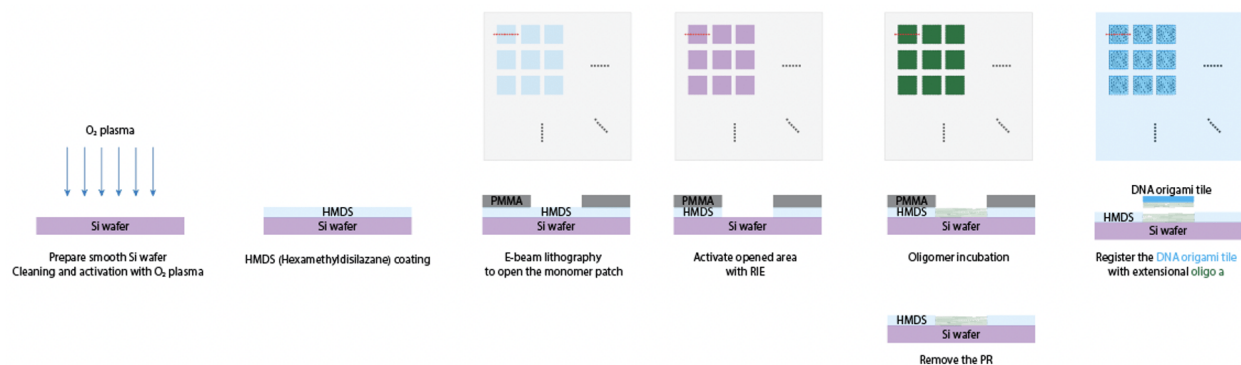 O₂ plasma
Si wafer
Prepare smooth Si wafer
Cleaning and activation with O₂ plasma
HMDS
Si wafer
HMDS (Hexamethyldisilazane) coating
PMMA
HMDS
Si wafer
E-beam lithography
to open the monomer patch
PMMA
HMDS
Si wafer
Activate opened area
with RIE
PMMA
HMDS
Si wafer
Oligomer incubation
HMDS
Si wafer
Remove the PR
DNA origami tile
HMDS
Si wafer
Register the DNA origami tile
with extensional oligo a